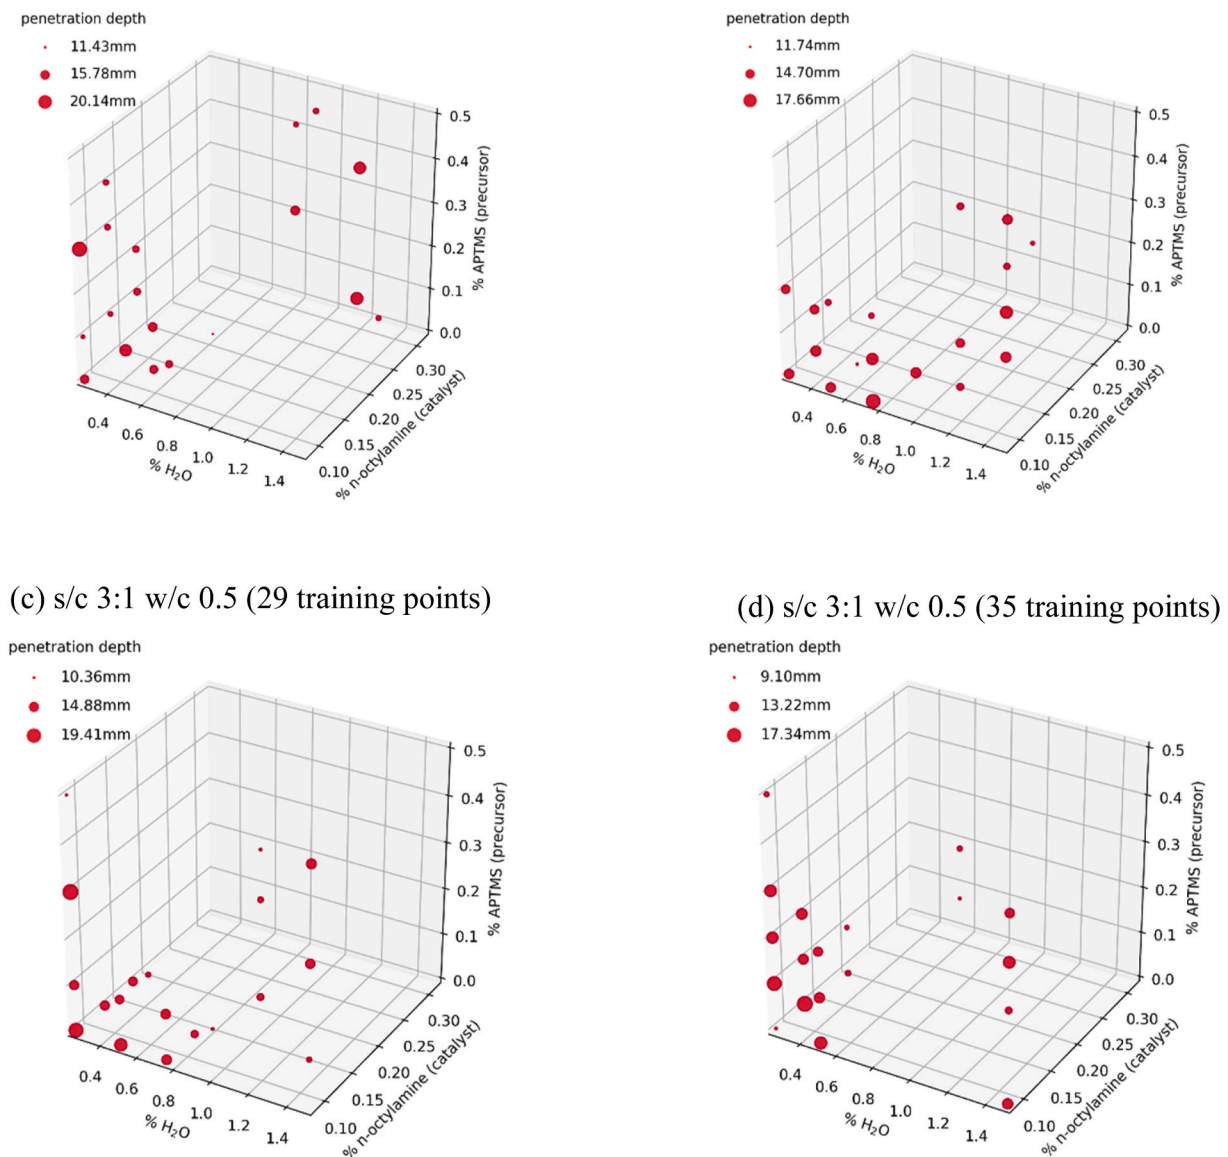 penetration depth
11.43mm
15.78mm
20.14mm
0.5
0.4
0.3
0.2
0.1
0.0
% APTMS (precursor)
0.30
0.25
0.20
0.15
0.10
% n-octylamine (catalyst)
0.4
0.6
0.8
1.0
1.2
1.4
% H₂O
penetration depth
11.74mm
14.70mm
17.66mm
0.5
0.4
0.3
0.2
0.1
0.0
% APTMS (precursor)
0.30
0.25
0.20
0.15
0.10
% n-octylamine (catalyst)
0.4
0.6
0.8
1.0
1.2
1.4
% H₂O
(c) s/c 3:1 w/c 0.5 (29 training points)
penetration depth
10.36mm
14.88mm
19.41mm
0.5
0.4
0.3
0.2
0.1
0.0
% APTMS (precursor)
0.30
0.25
0.20
0.15
0.10
% n-octylamine (catalyst)
0.4
0.6
0.8
1.0
1.2
1.4
% H₂O
(d) s/c 3:1 w/c 0.5 (35 training points)
penetration depth
9.10mm
13.22mm
17.34mm
0.5
0.4
0.3
0.2
0.1
0.0
% APTMS (precursor)
0.30
0.25
0.20
0.15
0.10
% n-octylamine (catalyst)
0.4
0.6
0.8
1.0
1.2
1.4
% H₂O